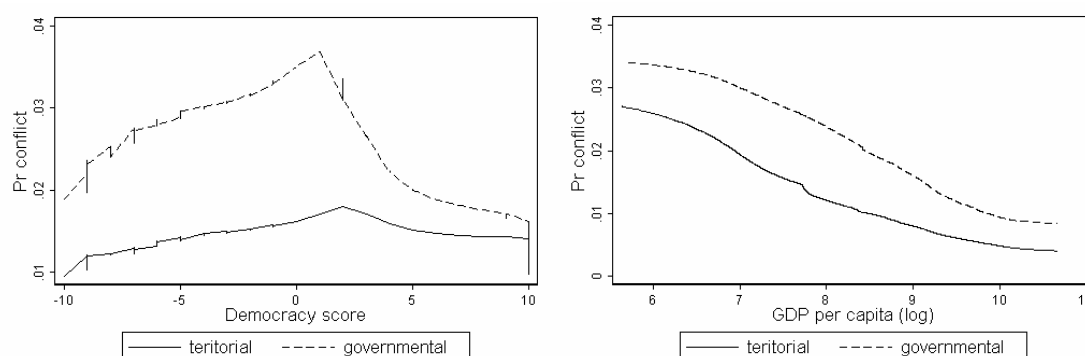 .04
.03
.02
.01
Pr conflict
-10 -5 0 5 10
Democracy score
teritorial governmental
.04
.03
.02
.01
0
Pr conflict
6 7 8 9 10 11
GDP per capita (log)
teritorial governmental